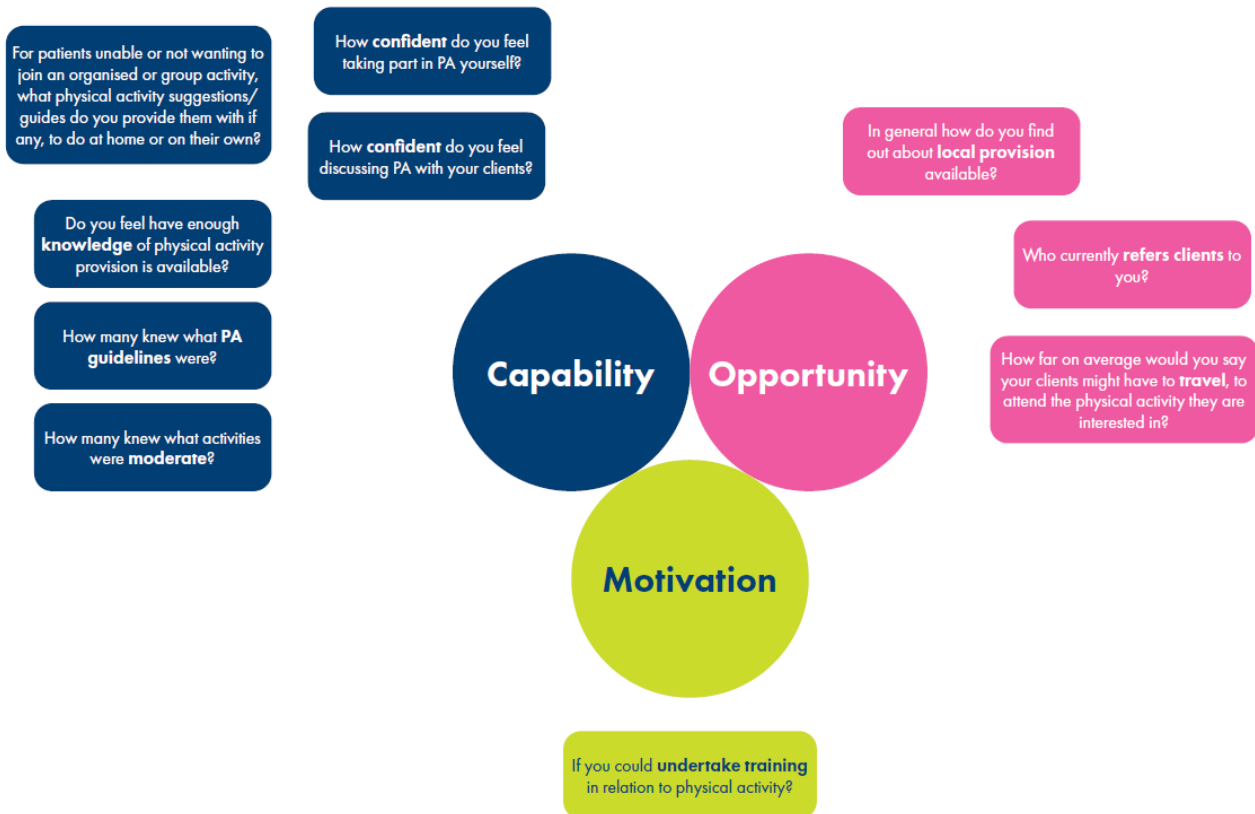 For patients unable or not wanting to
join an organised or group activity,
what physical activity suggestions/
guides do you provide them with if
any, to do at home or on their own?
How confident do you feel
taking part in PA yourself?
How confident do you feel
discussing PA with your clients?
In general how do you find
out about local provision
available?
Do you feel have enough
knowledge of physical activity
provision is available?
Who currently refers clients to
you?
How many knew what PA
guidelines were?
How far on average would you say
your clients might have to travel, to
attend the physical activity they are
interested in?
How many knew what activities
were moderate?
Capability
Opportunity
Motivation
If you could undertake training
in relation to physical activity?